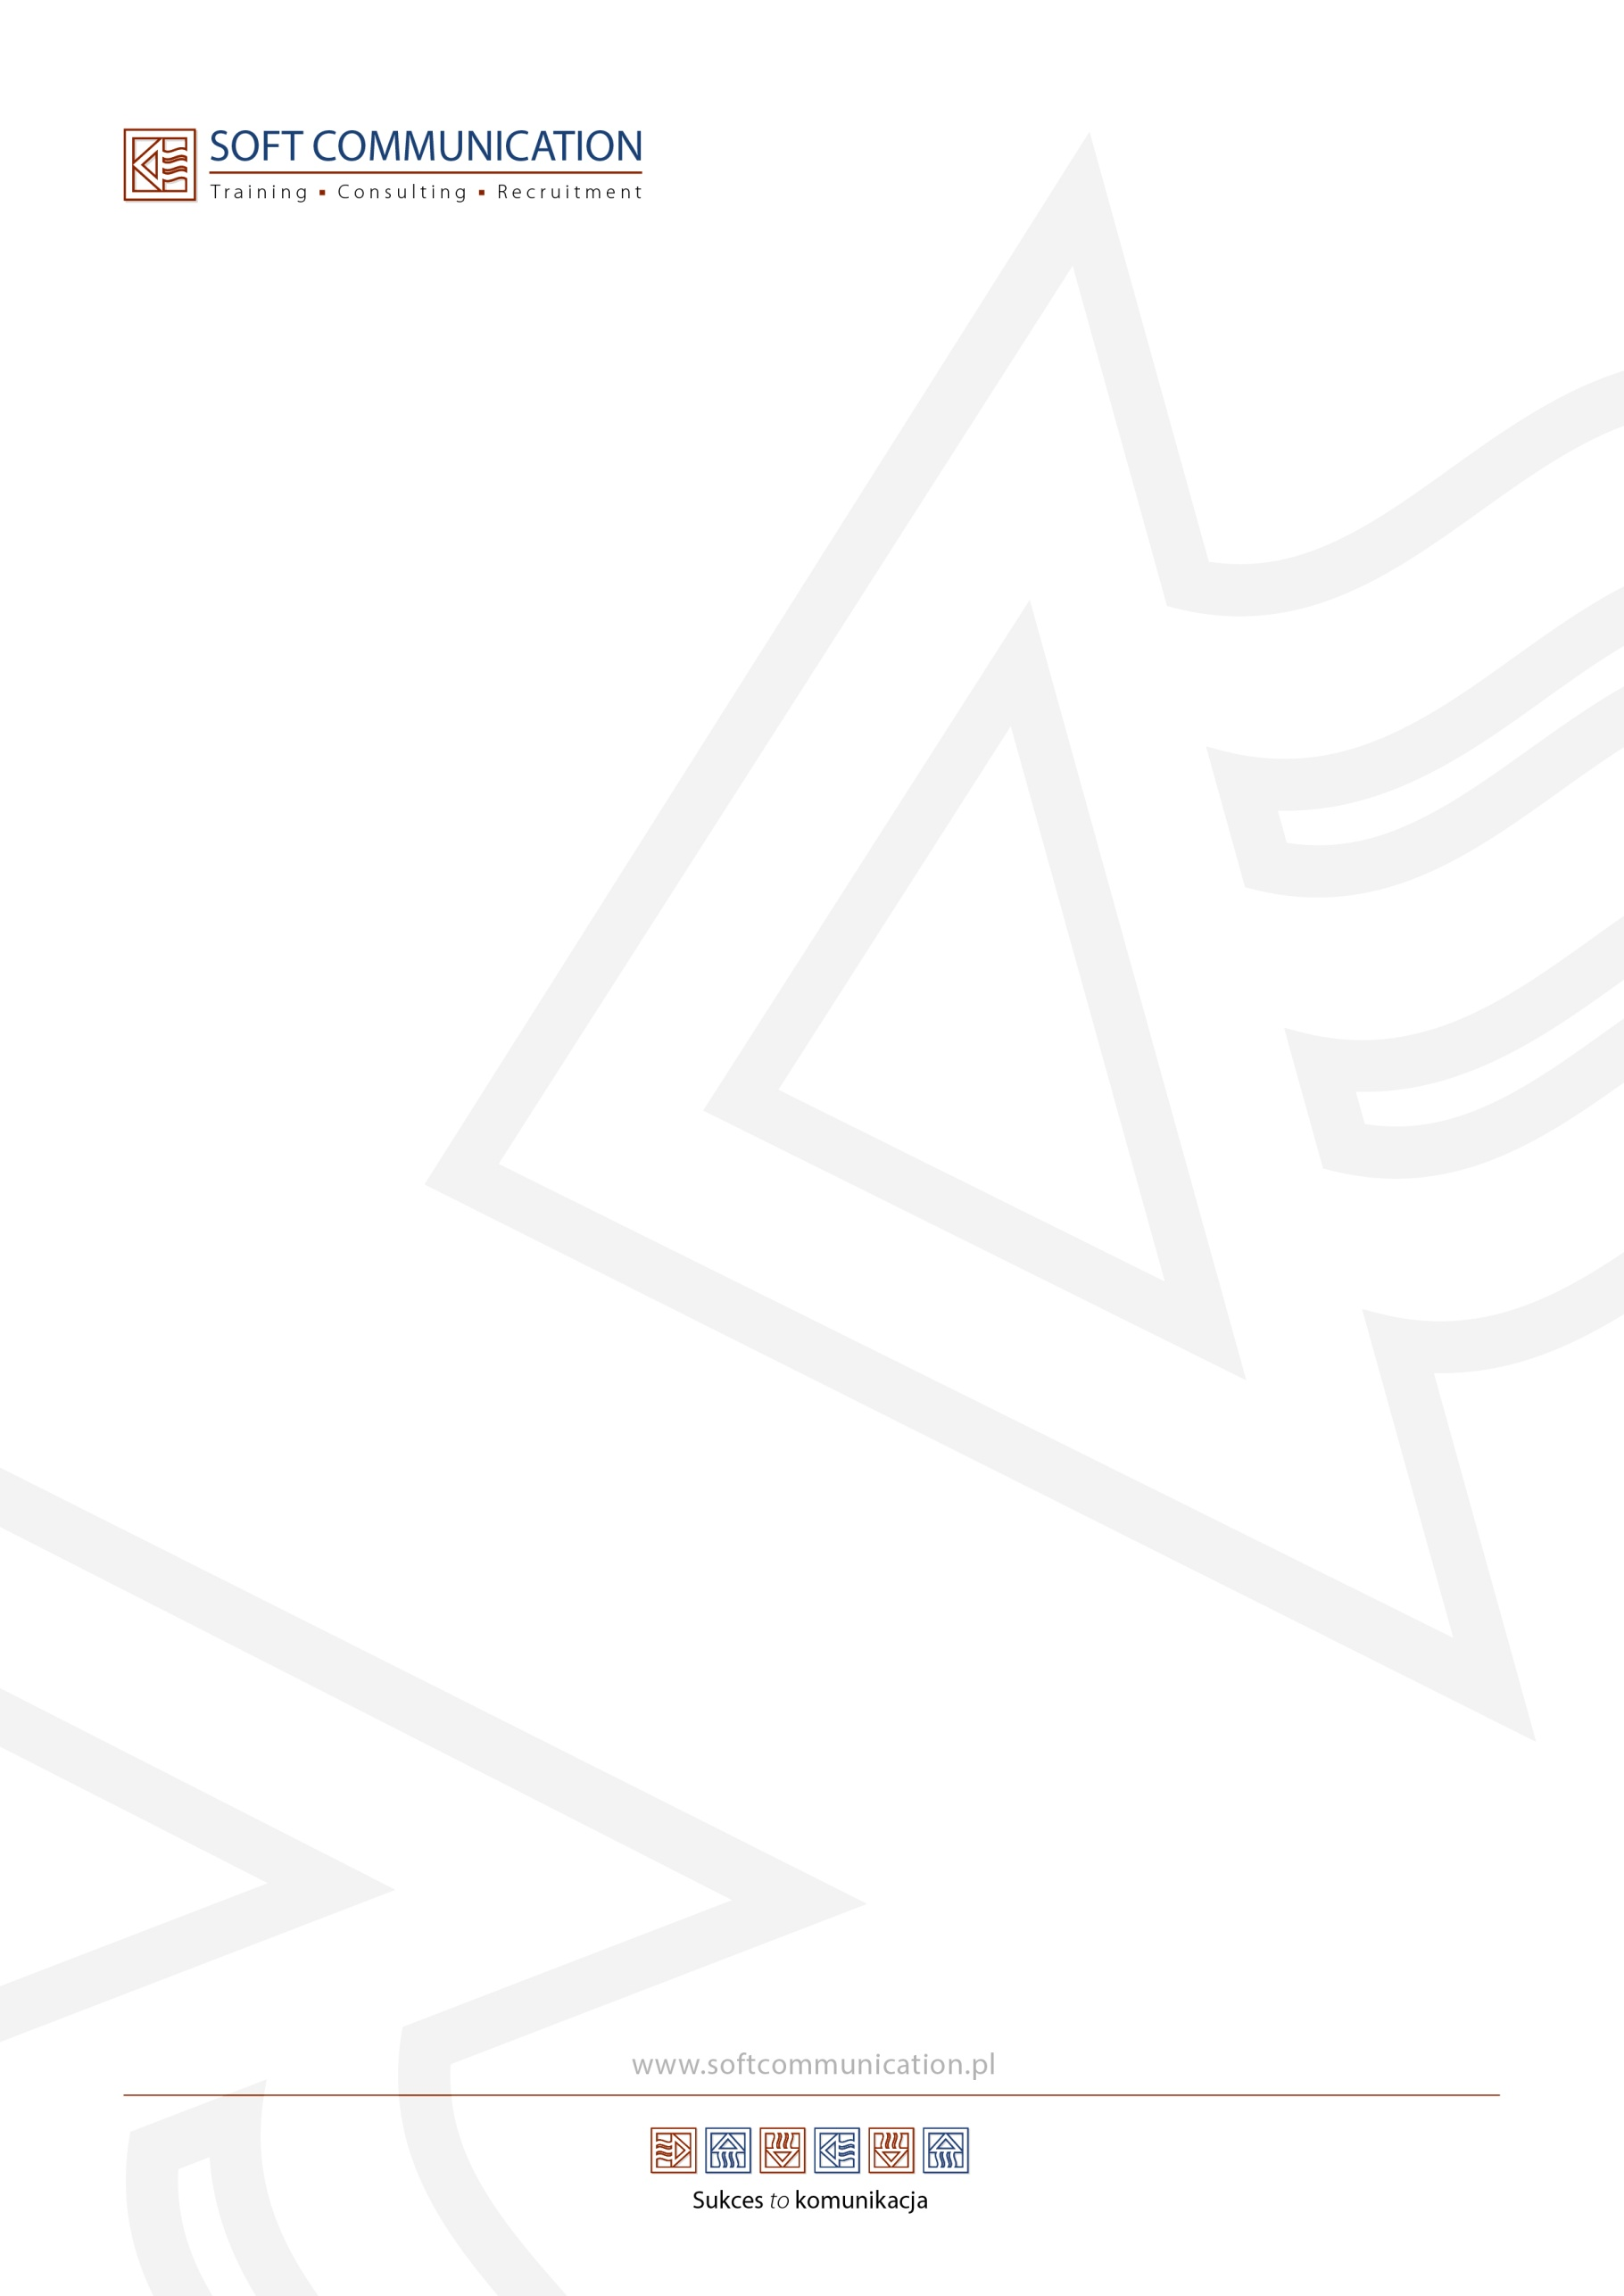 SOFT COMMUNICATION
Training ▪ Consulting ▪ Recruitment
www.softcommunication.pl
Sukces to komunikacja